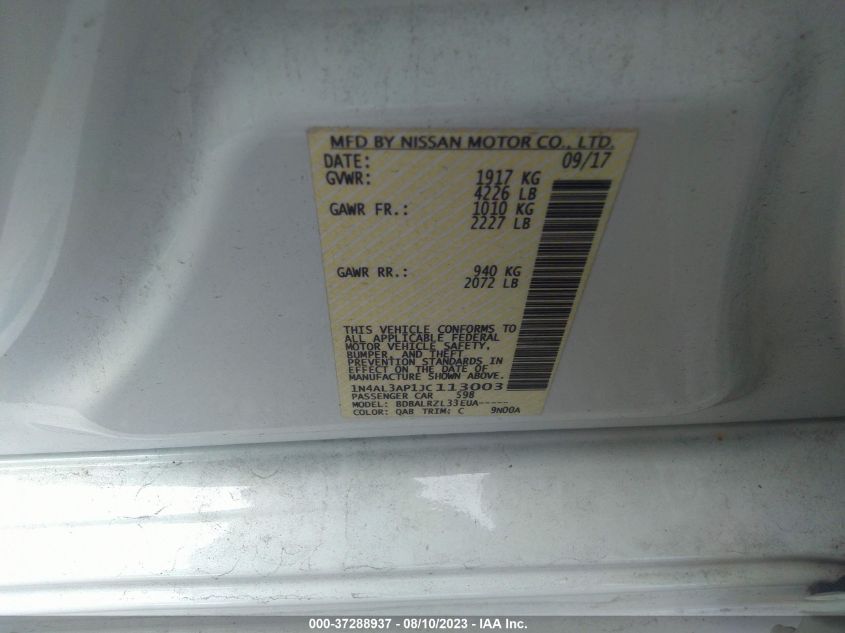 MFD BY NISSAN MOTOR CO., LTD.
DATE: 09/17
GVWR: 1917 KG
4226 LB
GAWR FR.: 1010 KG
2227 LB
GAWR RR.: 940 KG
2072 LB
THIS VEHICLE CONFORMS TO
ALL APPLICABLE FEDERAL
MOTOR VEHICLE SAFETY,
BUMPER, AND THEFT
PREVENTION STANDARDS IN
EFFECT ON THE DATE OF
MANUFACTURE SHOWN ABOVE.
1N4AL3AP1JC113003
PASSENGER CAR 598
MODEL: BDBALRZL33EUA-----
COLOR: QAB TRIM: C 9N00A
000-37288937 - 08/10/2023 - IAA Inc.